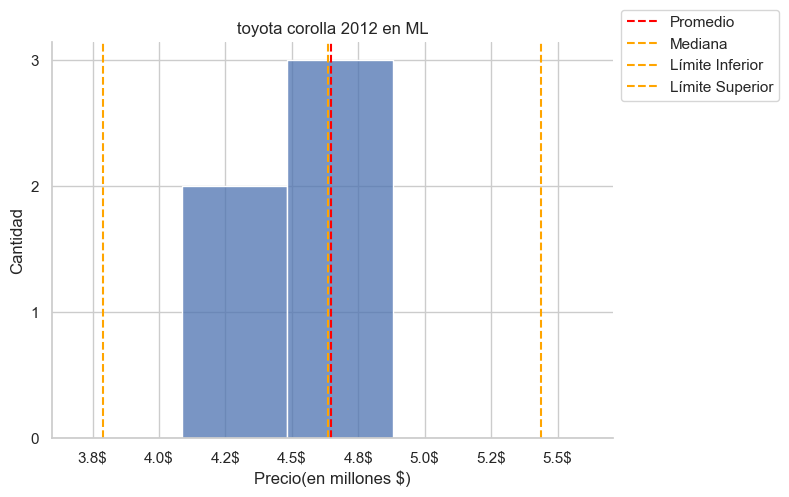 toyota corolla 2012 en ML
Promedio
Mediana
Límite Inferior
Límite Superior
3
2
1
0
Cantidad
3.8$ 4.0$ 4.2$ 4.5$ 4.8$ 5.0$ 5.2$ 5.5$
Precio(en millones $)